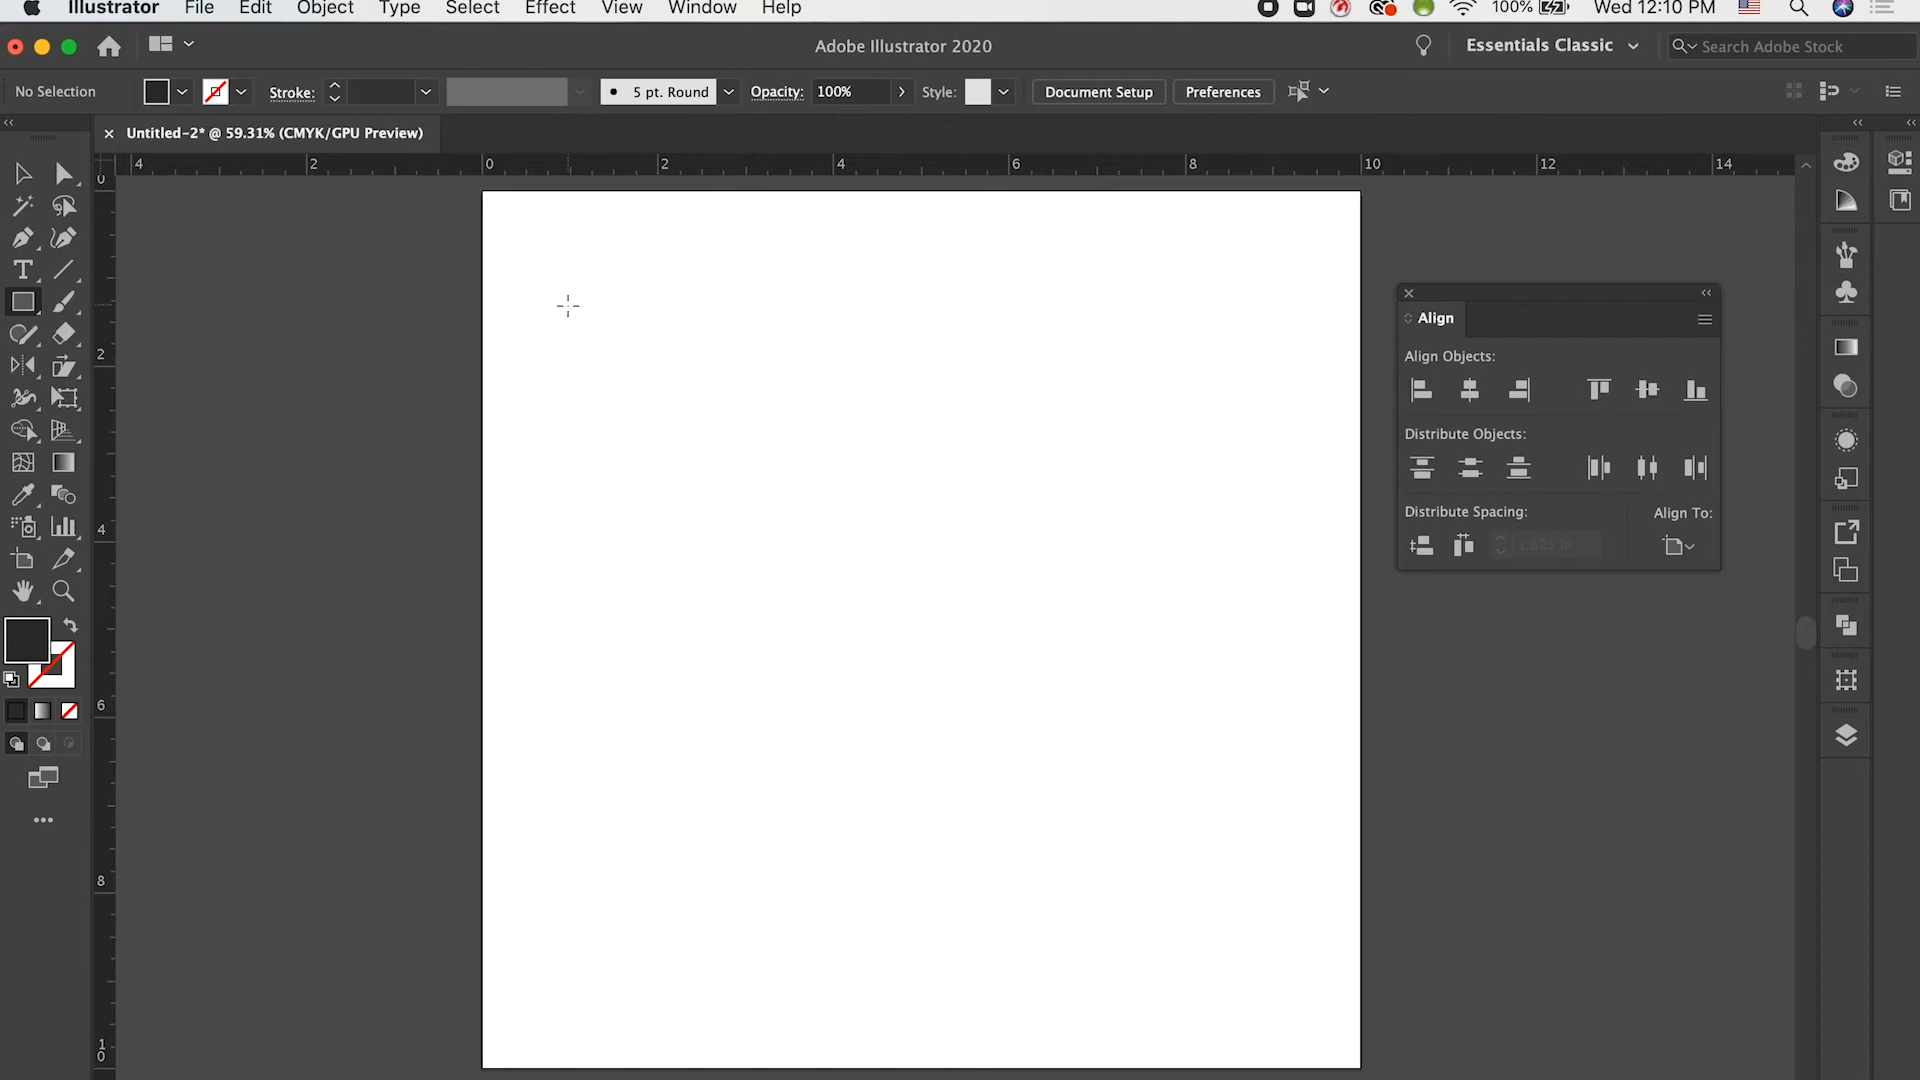 Illustrator File Edit Object Type Select Effect View Window Help 100% Wed 12:10 PM
Adobe Illustrator 2020 Essentials Classic Search Adobe Stock
No Selection Stroke: 5 pt. Round Opacity: 100% Style: Document Setup Preferences
Untitled-2* @ 59.31% (CMYK/GPU Preview)
4 2 0 2 4 6 8 10 12 14
0
2
4
6
8
10
Align
Align Objects:
Distribute Objects:
Distribute Spacing: Align To:
1.625 in